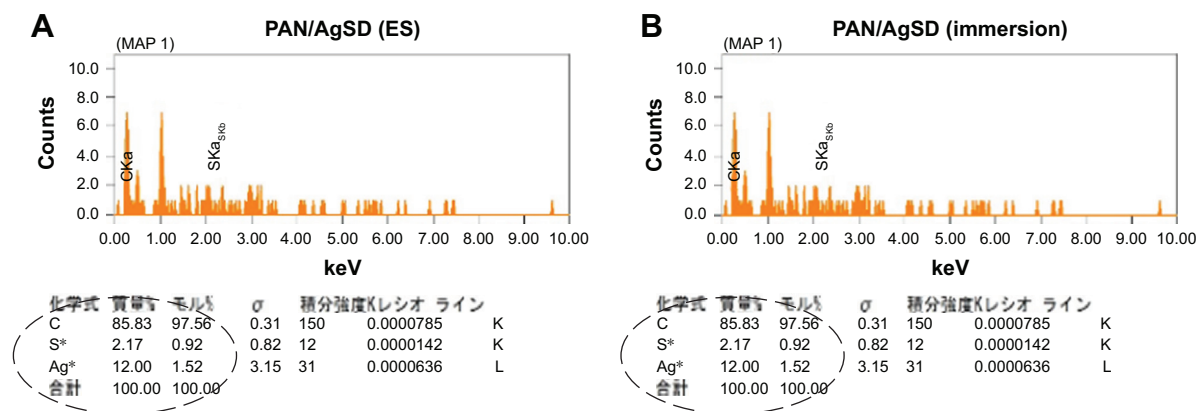 A PAN/AgSD (ES)
(MAP 1)
Counts
10.0
8.0
6.0
4.0
2.0
0.0
CKa
SKa SKb
0.00 1.00 2.00 3.00 4.00 5.00 6.00 7.00 8.00 9.00 10.00
keV
化学式 質量% モル% σ 積分強度 Kレシオ ライン
C 85.83 97.56 0.31 150 0.0000785 K
S* 2.17 0.92 0.82 12 0.0000142 K
Ag* 12.00 1.52 3.15 31 0.0000636 L
合計 100.00 100.00
B PAN/AgSD (immersion)
(MAP 1)
Counts
10.0
8.0
6.0
4.0
2.0
0.0
CKa
SKa SKb
0.00 1.00 2.00 3.00 4.00 5.00 6.00 7.00 8.00 9.00 10.00
keV
化学式 質量% モル% σ 積分強度 Kレシオ ライン
C 85.83 97.56 0.31 150 0.0000785 K
S* 2.17 0.92 0.82 12 0.0000142 K
Ag* 12.00 1.52 3.15 31 0.0000636 L
合計 100.00 100.00